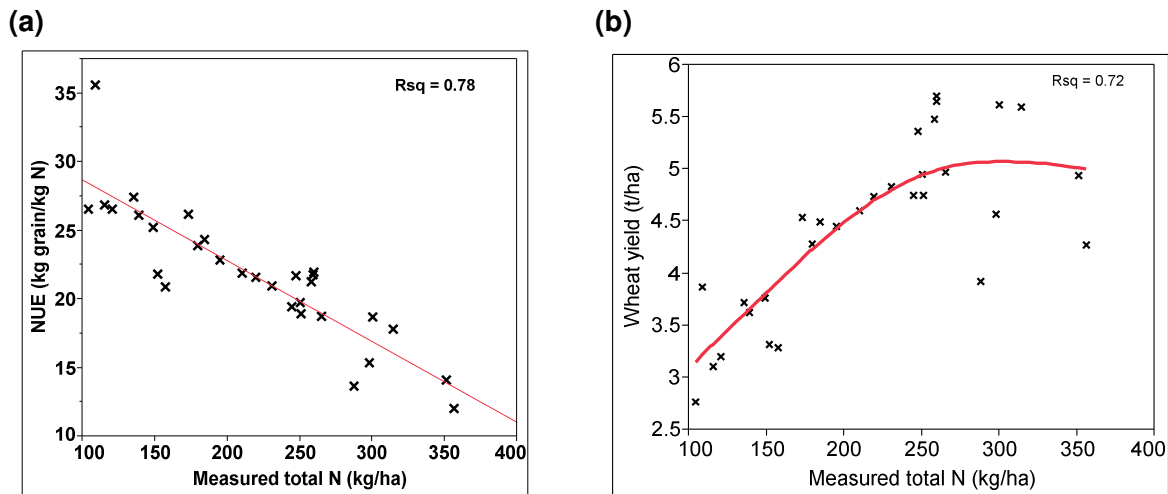 (a)
Rsq = 0.78
NUE (kg grain/kg N)
35
30
25
20
15
10
100 150 200 250 300 350 400
Measured total N (kg/ha)
(b)
Rsq = 0.72
Wheat yield (t/ha)
6
5.5
5
4.5
4
3.5
3
2.5
100 150 200 250 300 350 400
Measured total N (kg/ha)